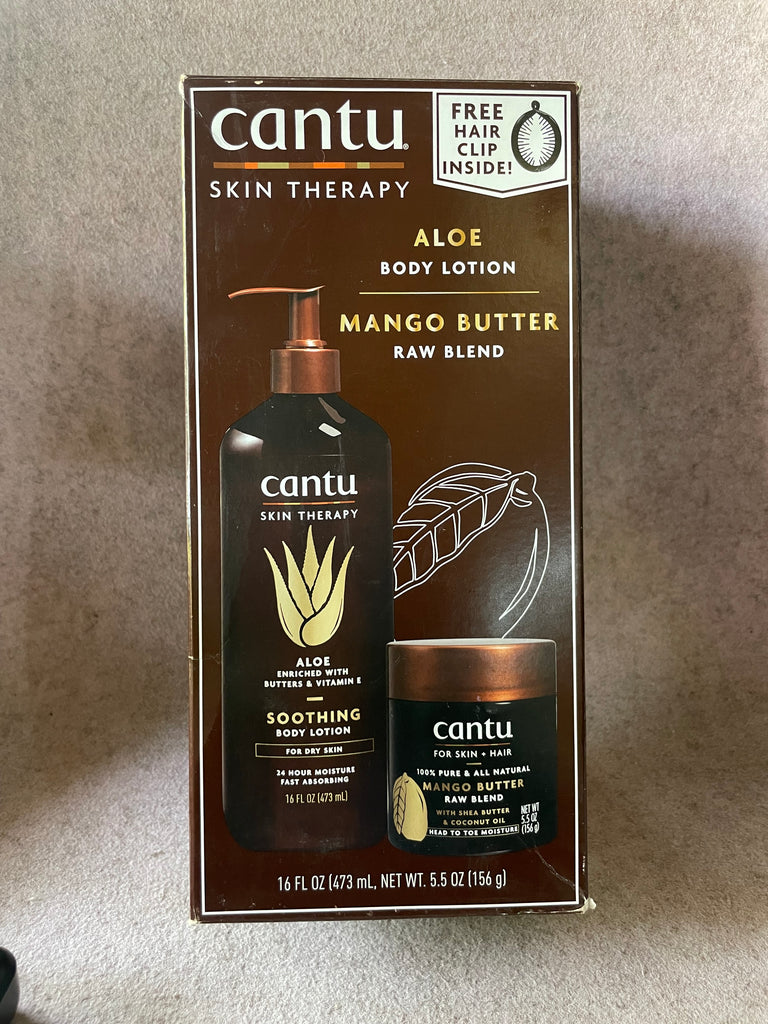 cantu®
SKIN THERAPY
FREE
HAIR
CLIP
INSIDE!
ALOE
BODY LOTION
MANGO BUTTER
RAW BLEND
cantu
SKIN THERAPY
ALOE
ENRICHED WITH
BUTTERS & VITAMIN E
SOOTHING
BODY LOTION
FOR DRY SKIN
24 HOUR MOISTURE
FAST ABSORBING
16 FL OZ (473 mL)
cantu
FOR SKIN + HAIR
100% PURE & ALL NATURAL
MANGO BUTTER
RAW BLEND
WITH SHEA BUTTER
& COCONUT OIL
HEAD TO TOE MOISTURE
NET WT
5.5 OZ
(156 g)
16 FL OZ (473 mL, NET WT. 5.5 OZ (156 g)